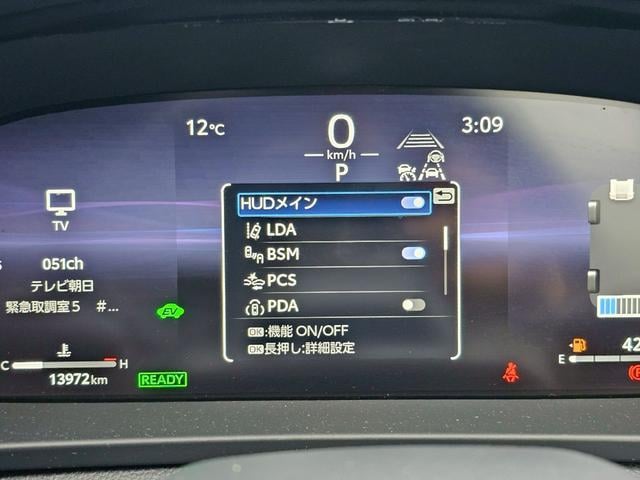 12℃
0
km/h
P
3:09
TV
051ch
テレビ朝日
緊急取調室5 #...
HUDメイン
LDA
BSM
PCS
PDA
OK:機能 ON/OFF
OK長押し:詳細設定
EV
C
H
13972 km
READY
E
42